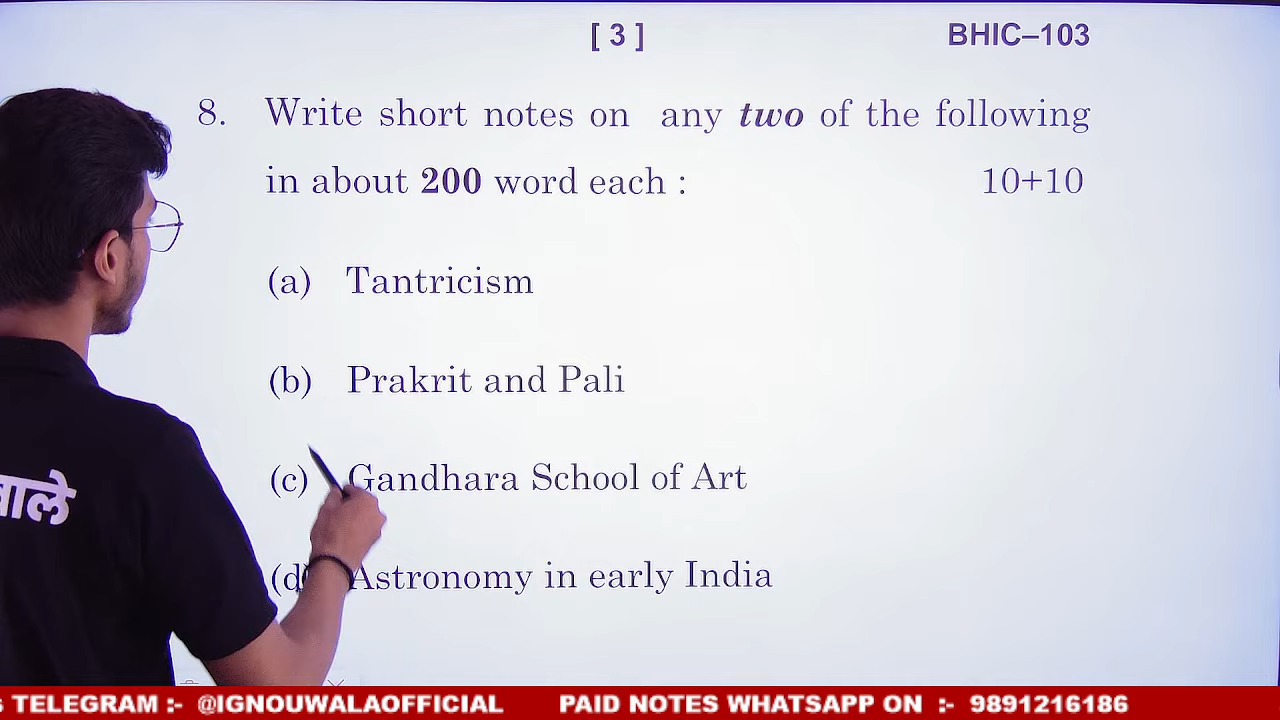 [ 3 ] BHIC–103
8. Write short notes on any two of the following
in about 200 word each : 10+10
(a) Tantricism
(b) Prakrit and Pali
(c) Gandhara School of Art
(d) Astronomy in early India
वाले
TELEGRAM :- @IGNOUWALAOFFICIAL PAID NOTES WHATSAPP ON :- 9891216186